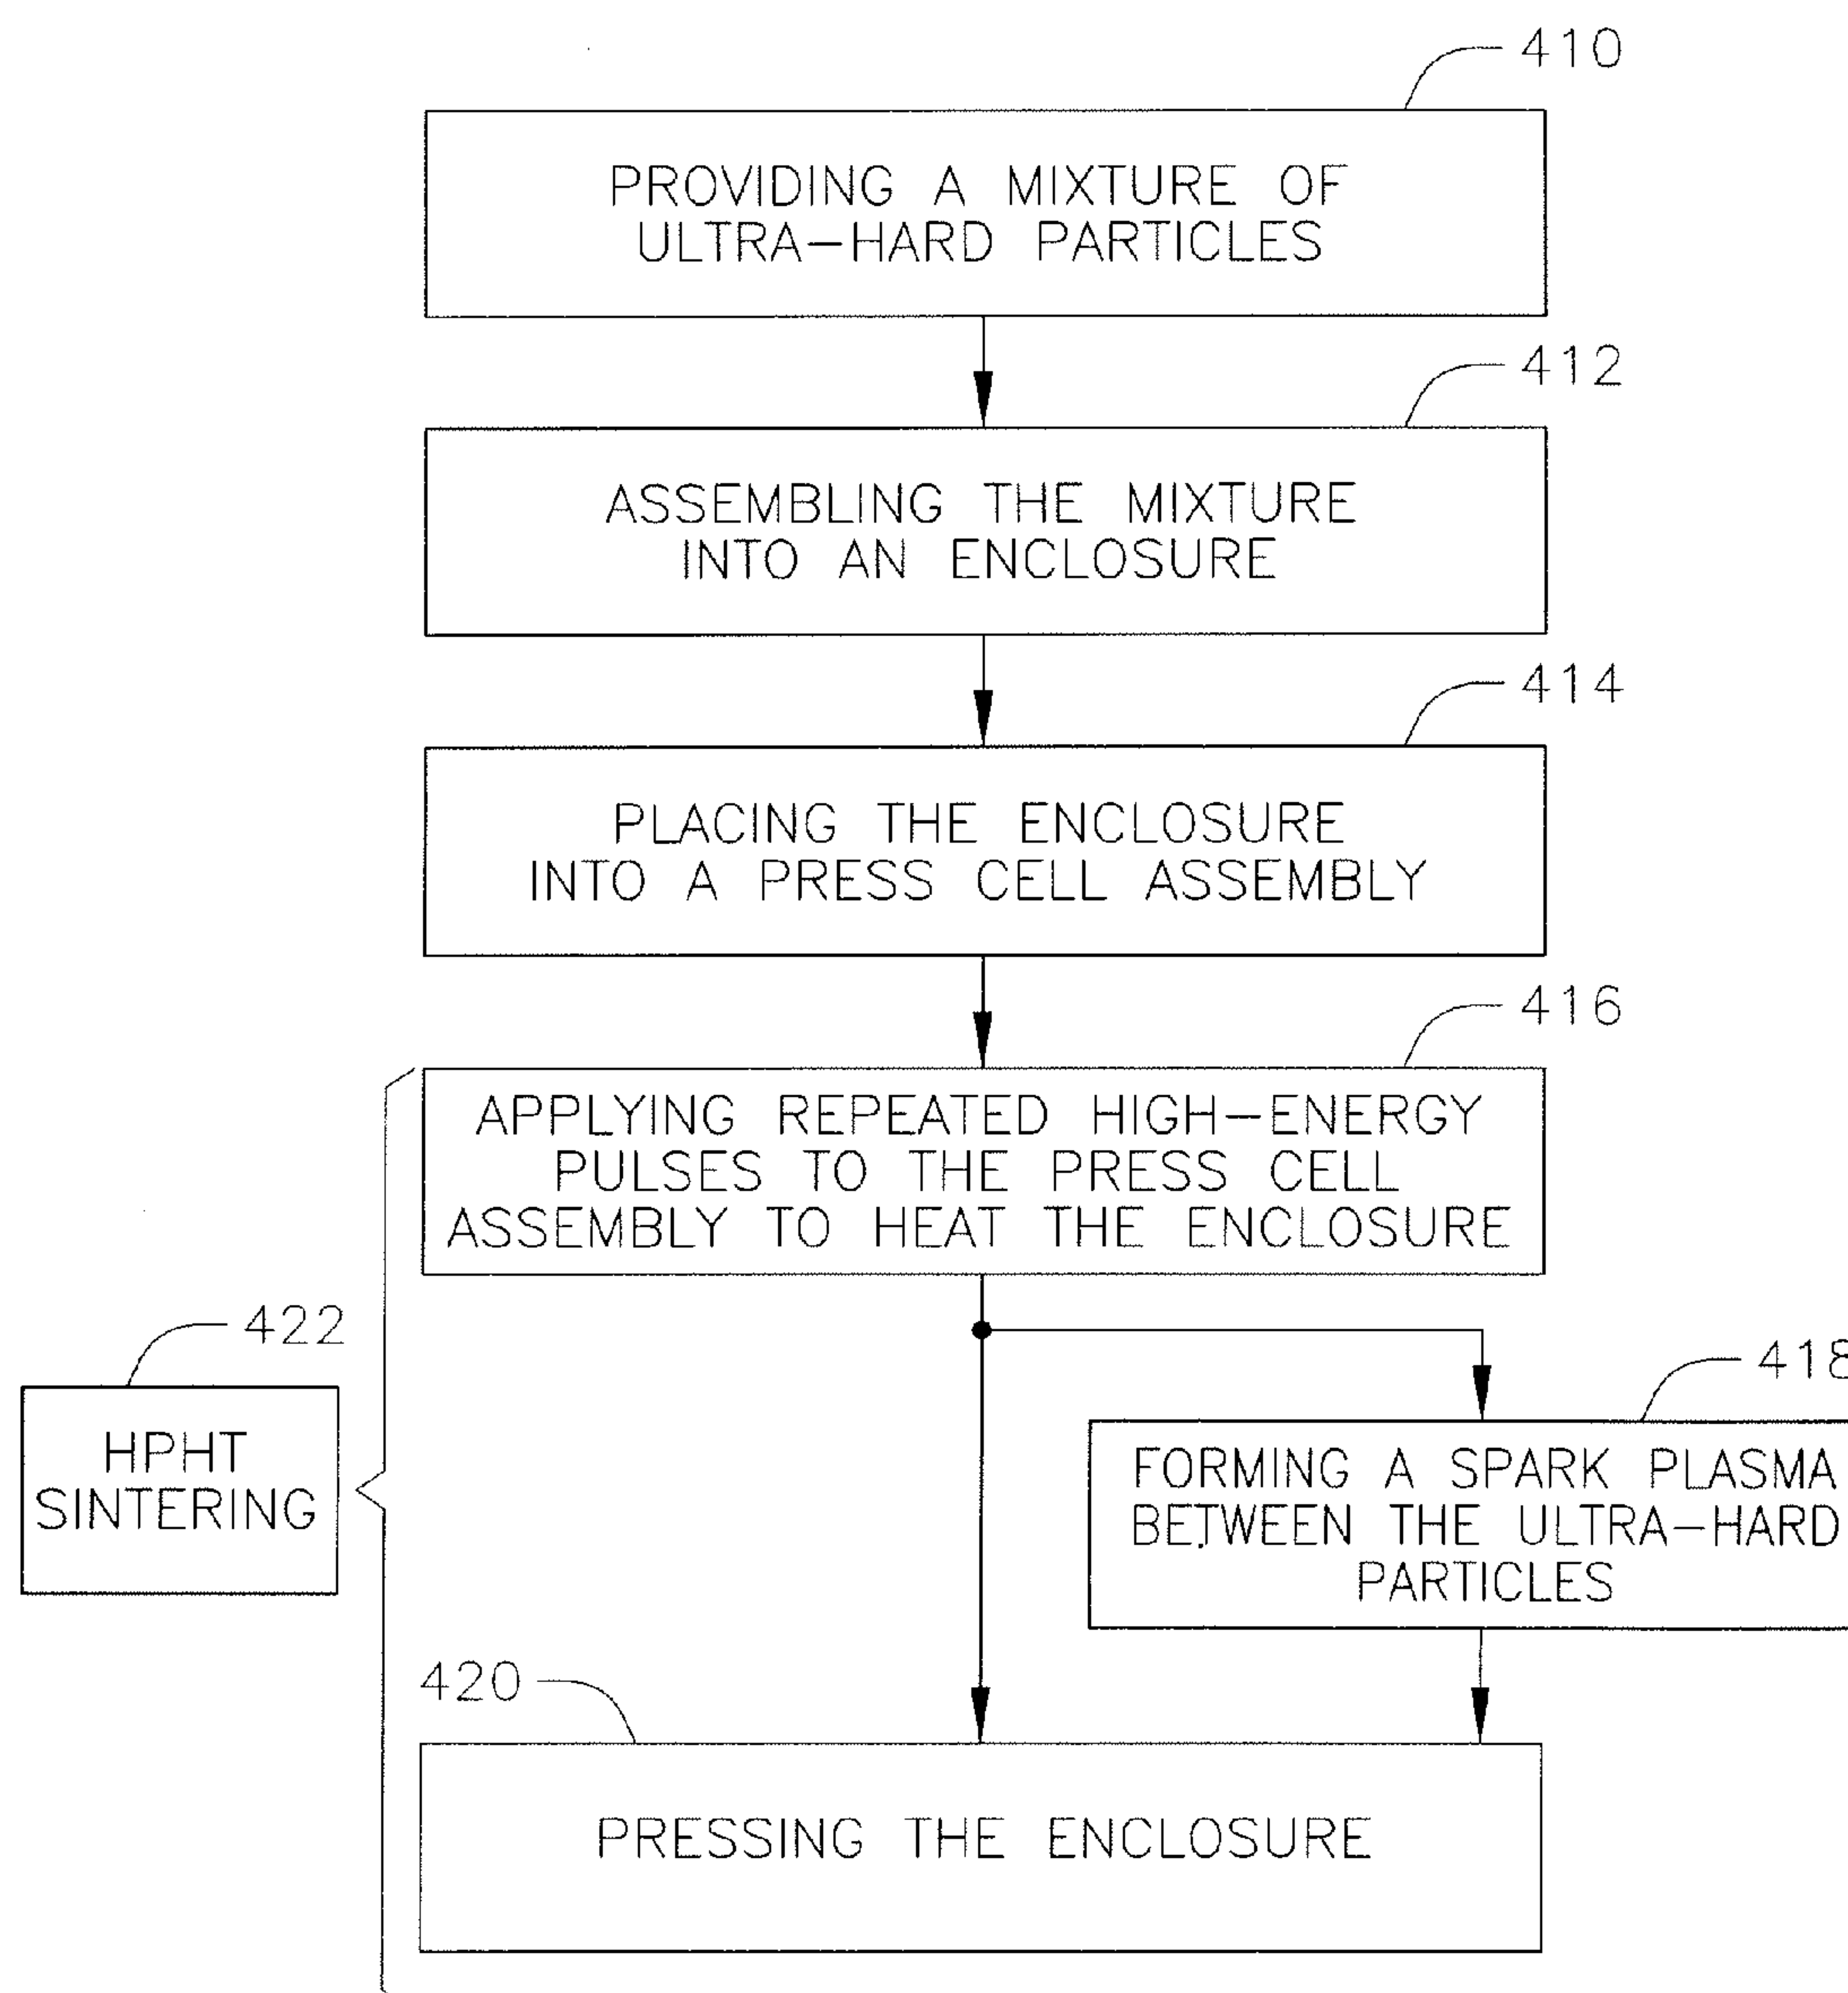 410
PROVIDING A MIXTURE OF
ULTRA-HARD PARTICLES
412
ASSEMBLING THE MIXTURE
INTO AN ENCLOSURE
414
PLACING THE ENCLOSURE
INTO A PRESS CELL ASSEMBLY
416
APPLYING REPEATED HIGH-ENERGY
PULSES TO THE PRESS CELL
ASSEMBLY TO HEAT THE ENCLOSURE
422
HPHT
SINTERING
418
FORMING A SPARK PLASMA
BETWEEN THE ULTRA-HARD
PARTICLES
420
PRESSING THE ENCLOSURE